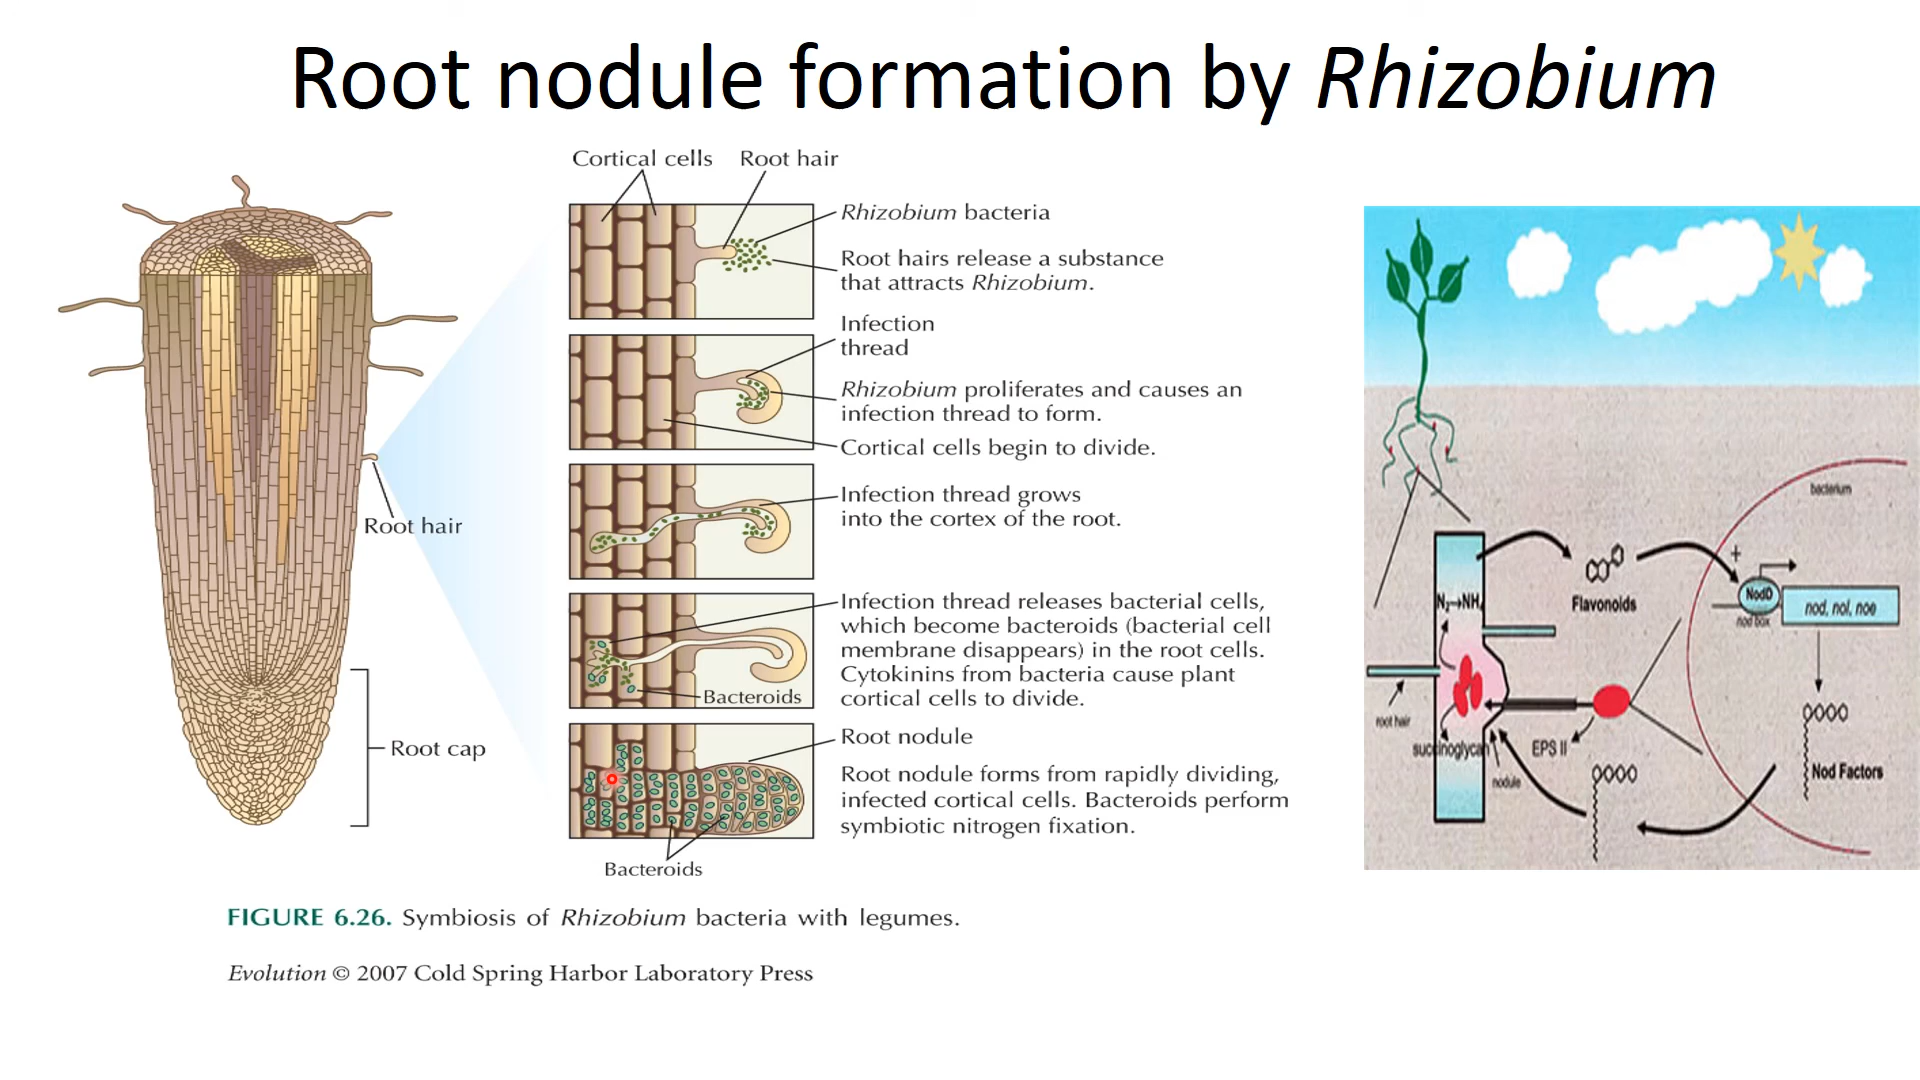 Root nodule formation by Rhizobium
Cortical cells
Root hair
Rhizobium bacteria
Root hairs release a substance
that attracts Rhizobium.
Infection
thread
Rhizobium proliferates and causes an
infection thread to form.
Cortical cells begin to divide.
Infection thread grows
into the cortex of the root.
Infection thread releases bacterial cells,
which become bacteroids (bacterial cell
membrane disappears) in the root cells.
Cytokinins from bacteria cause plant
cortical cells to divide.
Bacteroids
Root nodule
Root nodule forms from rapidly dividing,
infected cortical cells. Bacteroids perform
symbiotic nitrogen fixation.
Bacteroids
Root hair
Root cap
FIGURE 6.26. Symbiosis of Rhizobium bacteria with legumes.
Evolution © 2007 Cold Spring Harbor Laboratory Press
bacterium
+
NodD
nod box
nod, nol, noe
Flavonoids
N₂→NH₄
root hair
succinoglycan
EPS II
nodule
Nod Factors